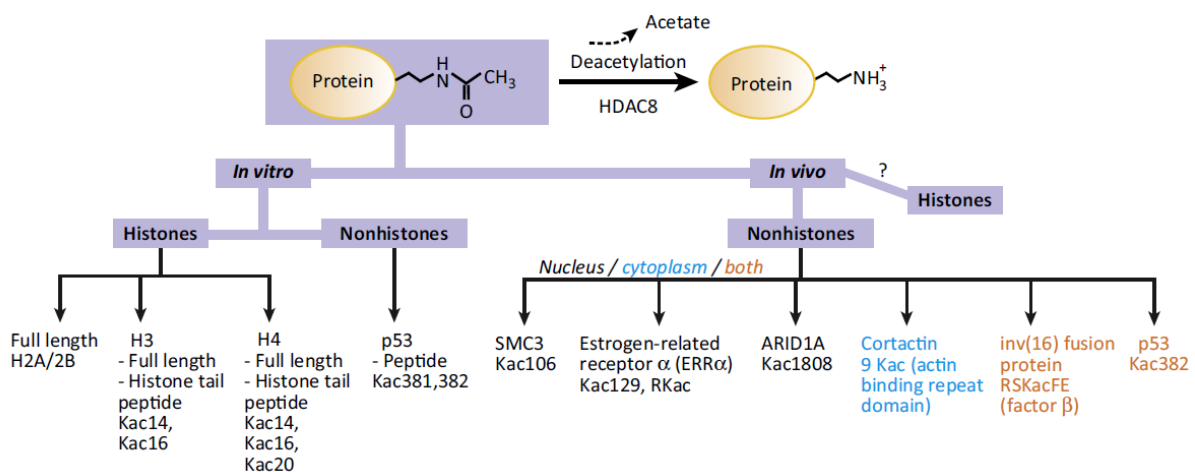 Acetate
Deacetylation
HDAC8
Protein
H
N
CH3
O
Protein
NH3+
In vitro
In vivo
?
Histones
Histones
Nonhistones
Nonhistones
Nucleus / cytoplasm / both
Full length
H2A/2B
H3
- Full length
- Histone tail
peptide
Kac14,
Kac16
H4
- Full length
- Histone tail
peptide
Kac14,
Kac16,
Kac20
p53
- Peptide
Kac381,382
SMC3
Kac106
Estrogen-related
receptor α (ERRα)
Kac129, RKac
ARID1A
Kac1808
Cortactin
9 Kac (actin
binding repeat
domain)
inv(16) fusion
protein
RSKacFE
(factor β)
p53
Kac382